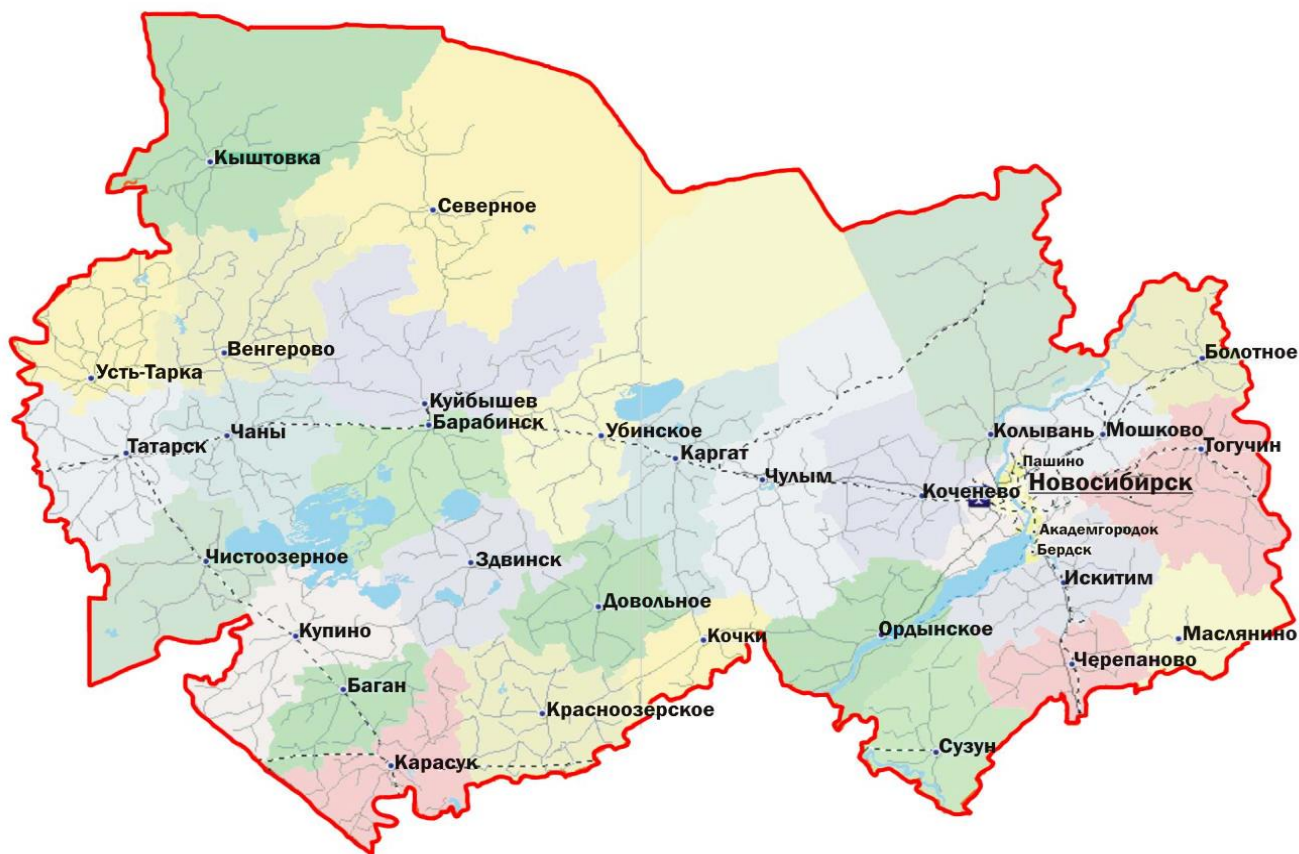 Кыштовка
Северное
Венгерово
Болотное
Усть-Тарка
Куйбышев
Барабинск
Чаны
Убинское
Колывань
Мошково
Татарск
Каргат
Тогучин
Пашино
Чулым
Новосибирск
Коченево
Академгородок
Бердск
Чистоозерное
Здвинск
Искитим
Довольное
Купино
Кочки
Ордынское
Маслянино
Черепаново
Баган
Красноозерское
Сузун
Карасук